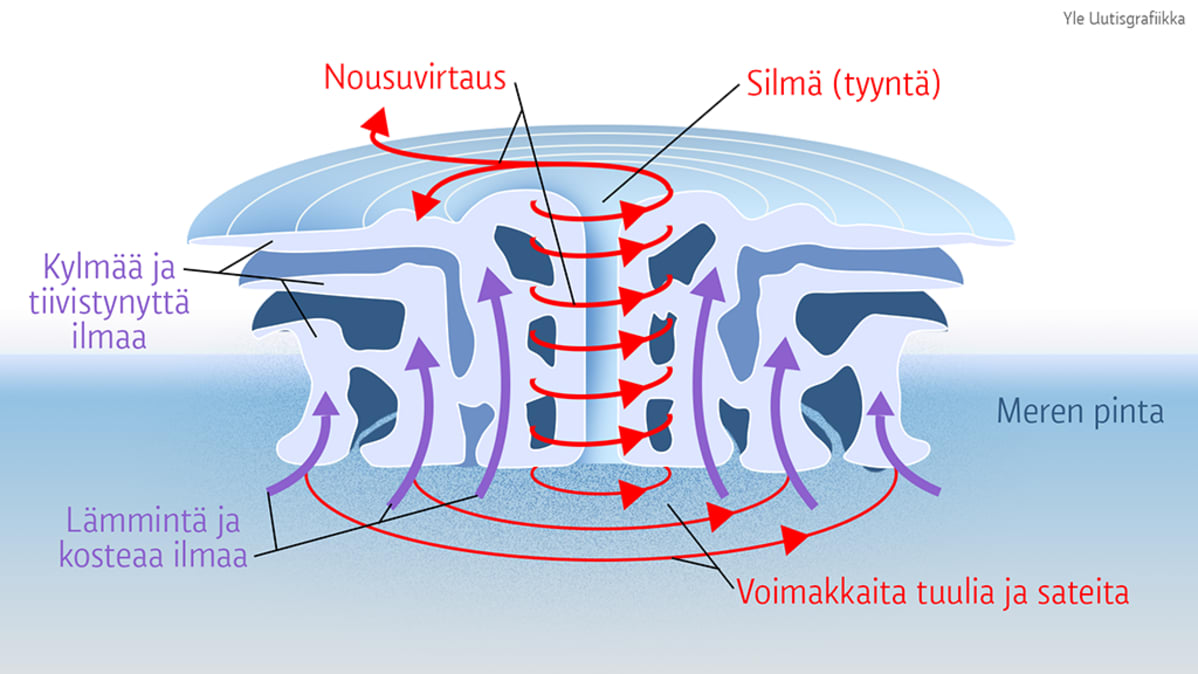 Yle Uutisgrafiikka
Nousuvirtaus
Silmä (tyyntä)
Kylmää ja
tiivistynyttä
ilmaa
Meren pinta
Lämmintä ja
kosteaa ilmaa
Voimakkaita tuulia ja sateita